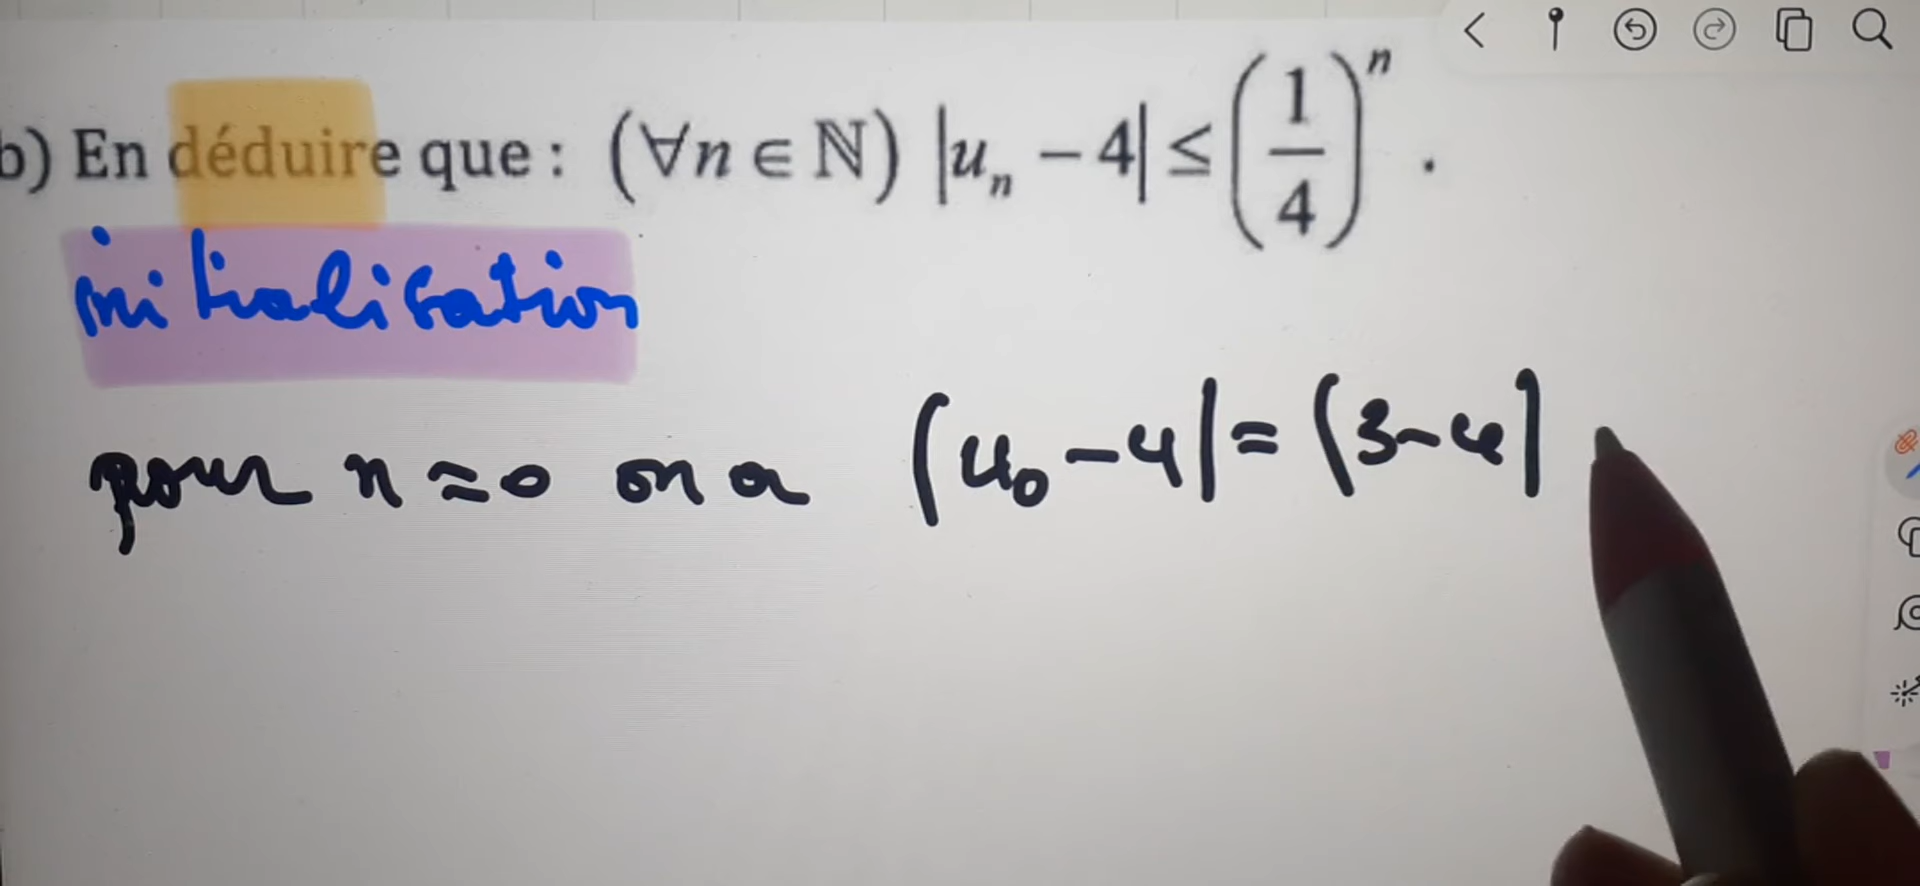 b) En déduire que : (∀n ∈ ℕ) |uₙ − 4| ≤ (1/4)ⁿ .
initialisation
pour n = 0 on a |u₀ − 4| = |3 − 4|